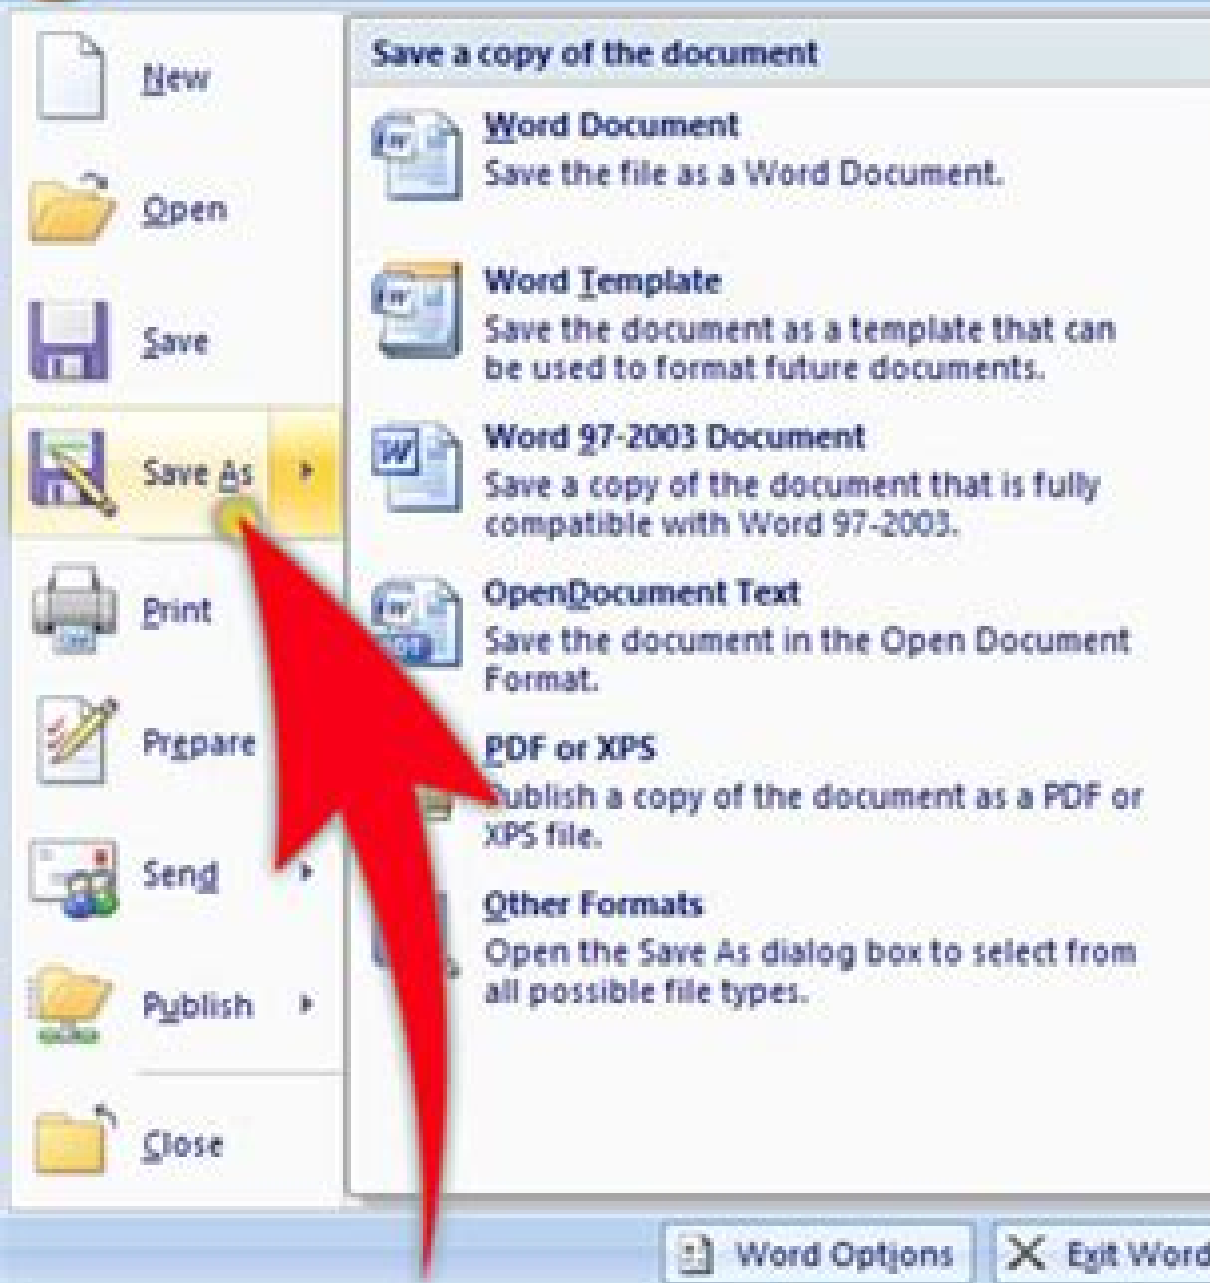 New
Open
Save
Save As
Print
Prepare
Send
Publish
Close
Save a copy of the document
Word Document
Save the file as a Word Document.
Word Template
Save the document as a template that can
be used to format future documents.
Word 97-2003 Document
Save a copy of the document that is fully
compatible with Word 97-2003.
OpenDocument Text
Save the document in the Open Document
Format.
PDF or XPS
Publish a copy of the document as a PDF or
XPS file.
Other Formats
Open the Save As dialog box to select from
all possible file types.
Word Options
Exit Word